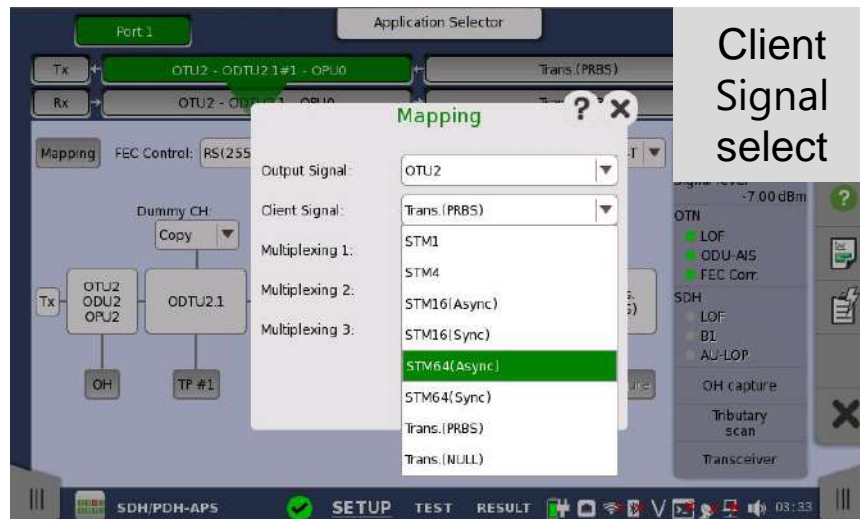 Port 1
Application Selector
Client
Signal
select
Tx
OTU2 - ODTU2.1#1 - OPU0
Trans.(PRBS)
Rx
Mapping
Mapping
FEC Control:
RS(255
Output Signal:
OTU2
Client Signal:
Trans.(PRBS)
-7.00 dBm
Dummy CH:
Copy
STM1
OTN
LOF
ODU-AIS
FEC Corr.
Multiplexing 1:
STM4
Tx
OTU2
ODU2
OPU2
ODTU2.1
Multiplexing 2:
STM16(Async)
SDH
LOF
B1
AU-LOP
Multiplexing 3:
STM16(Sync)
STM64(Async)
OH
TP #1
OH capture
STM64(Sync)
Trans.(PRBS)
Tributary
scan
Trans.(NULL)
Transceiver
SDH/PDH-APS
SETUP
TEST
RESULT
03:33